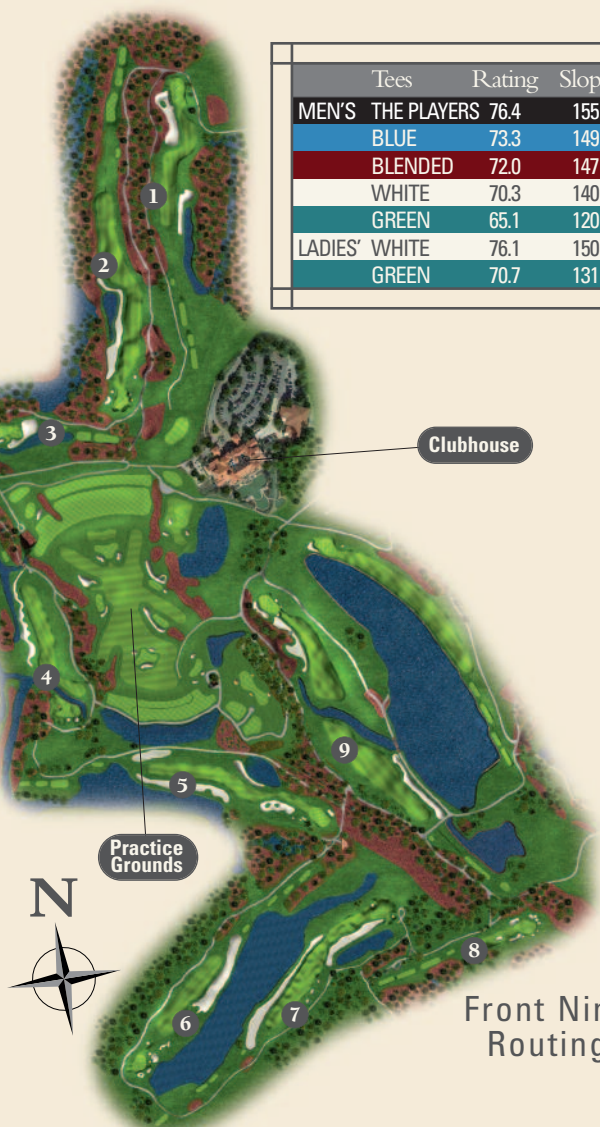 Tees Rating Slop
MEN'S THE PLAYERS 76.4 155
BLUE 73.3 149
BLENDED 72.0 147
WHITE 70.3 140
GREEN 65.1 120
LADIES' WHITE 76.1 150
GREEN 70.7 131
1
2
3
Clubhouse
4
9
5
Practice
Grounds
N
8
6
7
Front Nin
Routing